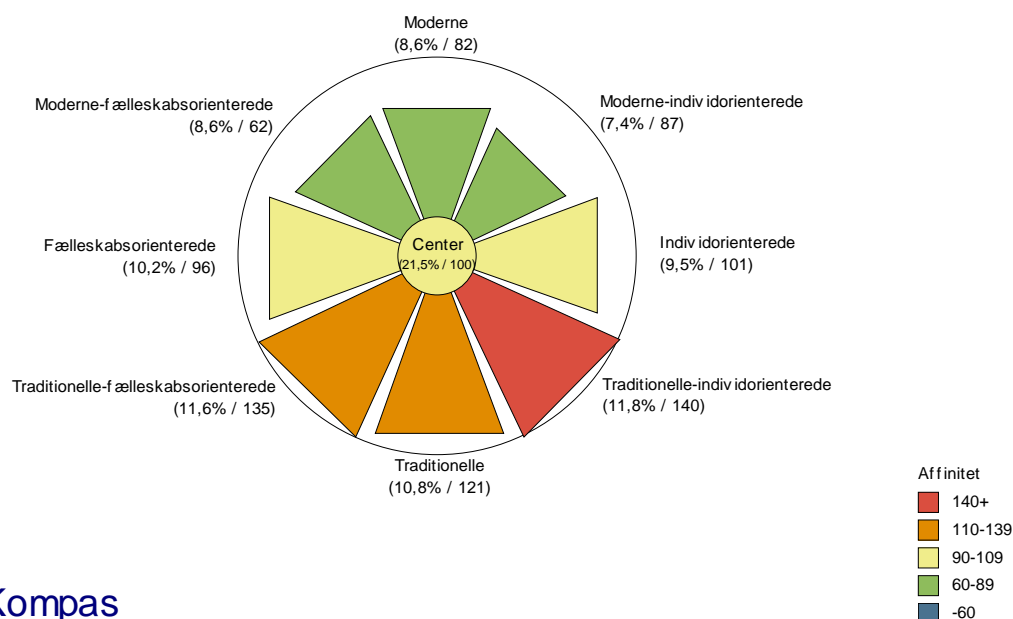 Moderne
(8,6% / 82)
Moderne-fælleskabsorienterede
(8,6% / 62)
Moderne-individorienterede
(7,4% / 87)
Fælleskabsorienterede
(10,2% / 96)
Center
(21,5% / 100)
Individorienterede
(9,5% / 101)
Traditionelle-fælleskabsorienterede
(11,6% / 135)
Traditionelle-individorienterede
(11,8% / 140)
Traditionelle
(10,8% / 121)
Affinitet
140+
110-139
90-109
60-89
-60
Kompas